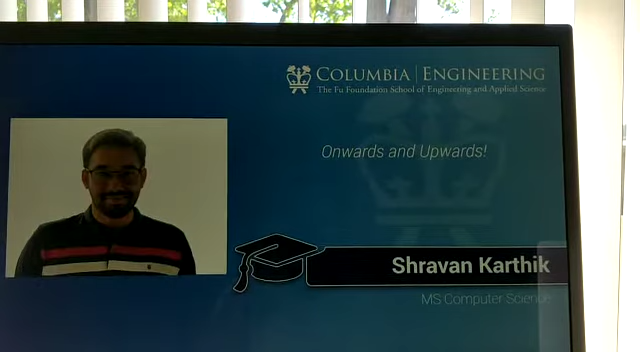 COLUMBIA | ENGINEERING
The Fu Foundation School of Engineering and Applied Science
Onwards and Upwards!
Shravan Karthik
MS Computer Science